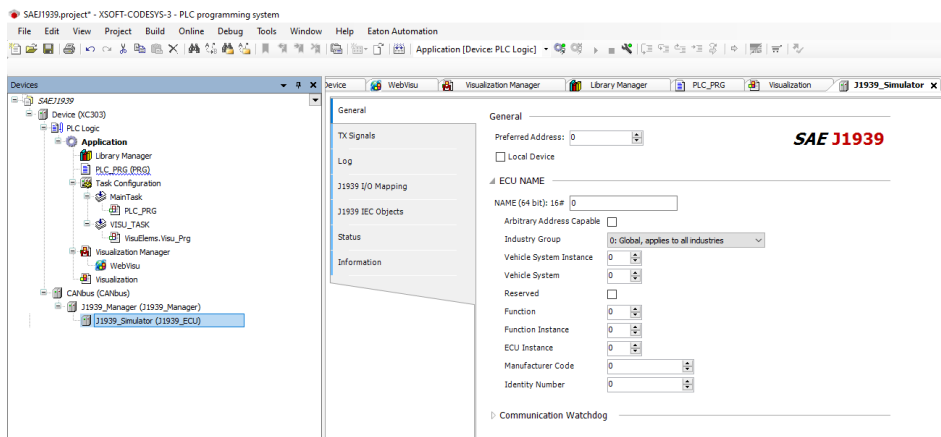 SAEJ1939.project* - XSOFT-CODESYS-3 - PLC programming system
File Edit View Project Build Online Debug Tools Window Help Eaton Automation
Application [Device: PLC Logic]
Devices
SAEJ1939
Device (XC303)
PLC Logic
Application
Library Manager
PLC_PRG (PRG)
Task Configuration
MainTask
PLC_PRG
VISU_TASK
VisuElems.Visu_Prg
Visualization Manager
WebVisu
Visualization
CANbus (CANbus)
J1939_Manager (J1939_Manager)
J1939_Simulator (J1939_ECU)
Device WebVisu Visualization Manager Library Manager PLC_PRG Visualization J1939_Simulator X
General
TX Signals
Log
J1939 I/O Mapping
J1939 IEC Objects
Status
Information
General
Preferred Address: 0
SAE J1939
Local Device
ECU NAME
NAME (64 bit): 16# 0
Arbitrary Address Capable
Industry Group 0: Global, applies to all industries
Vehicle System Instance 0
Vehicle System 0
Reserved
Function 0
Function Instance 0
ECU Instance 0
Manufacturer Code 0
Identity Number 0
Communication Watchdog